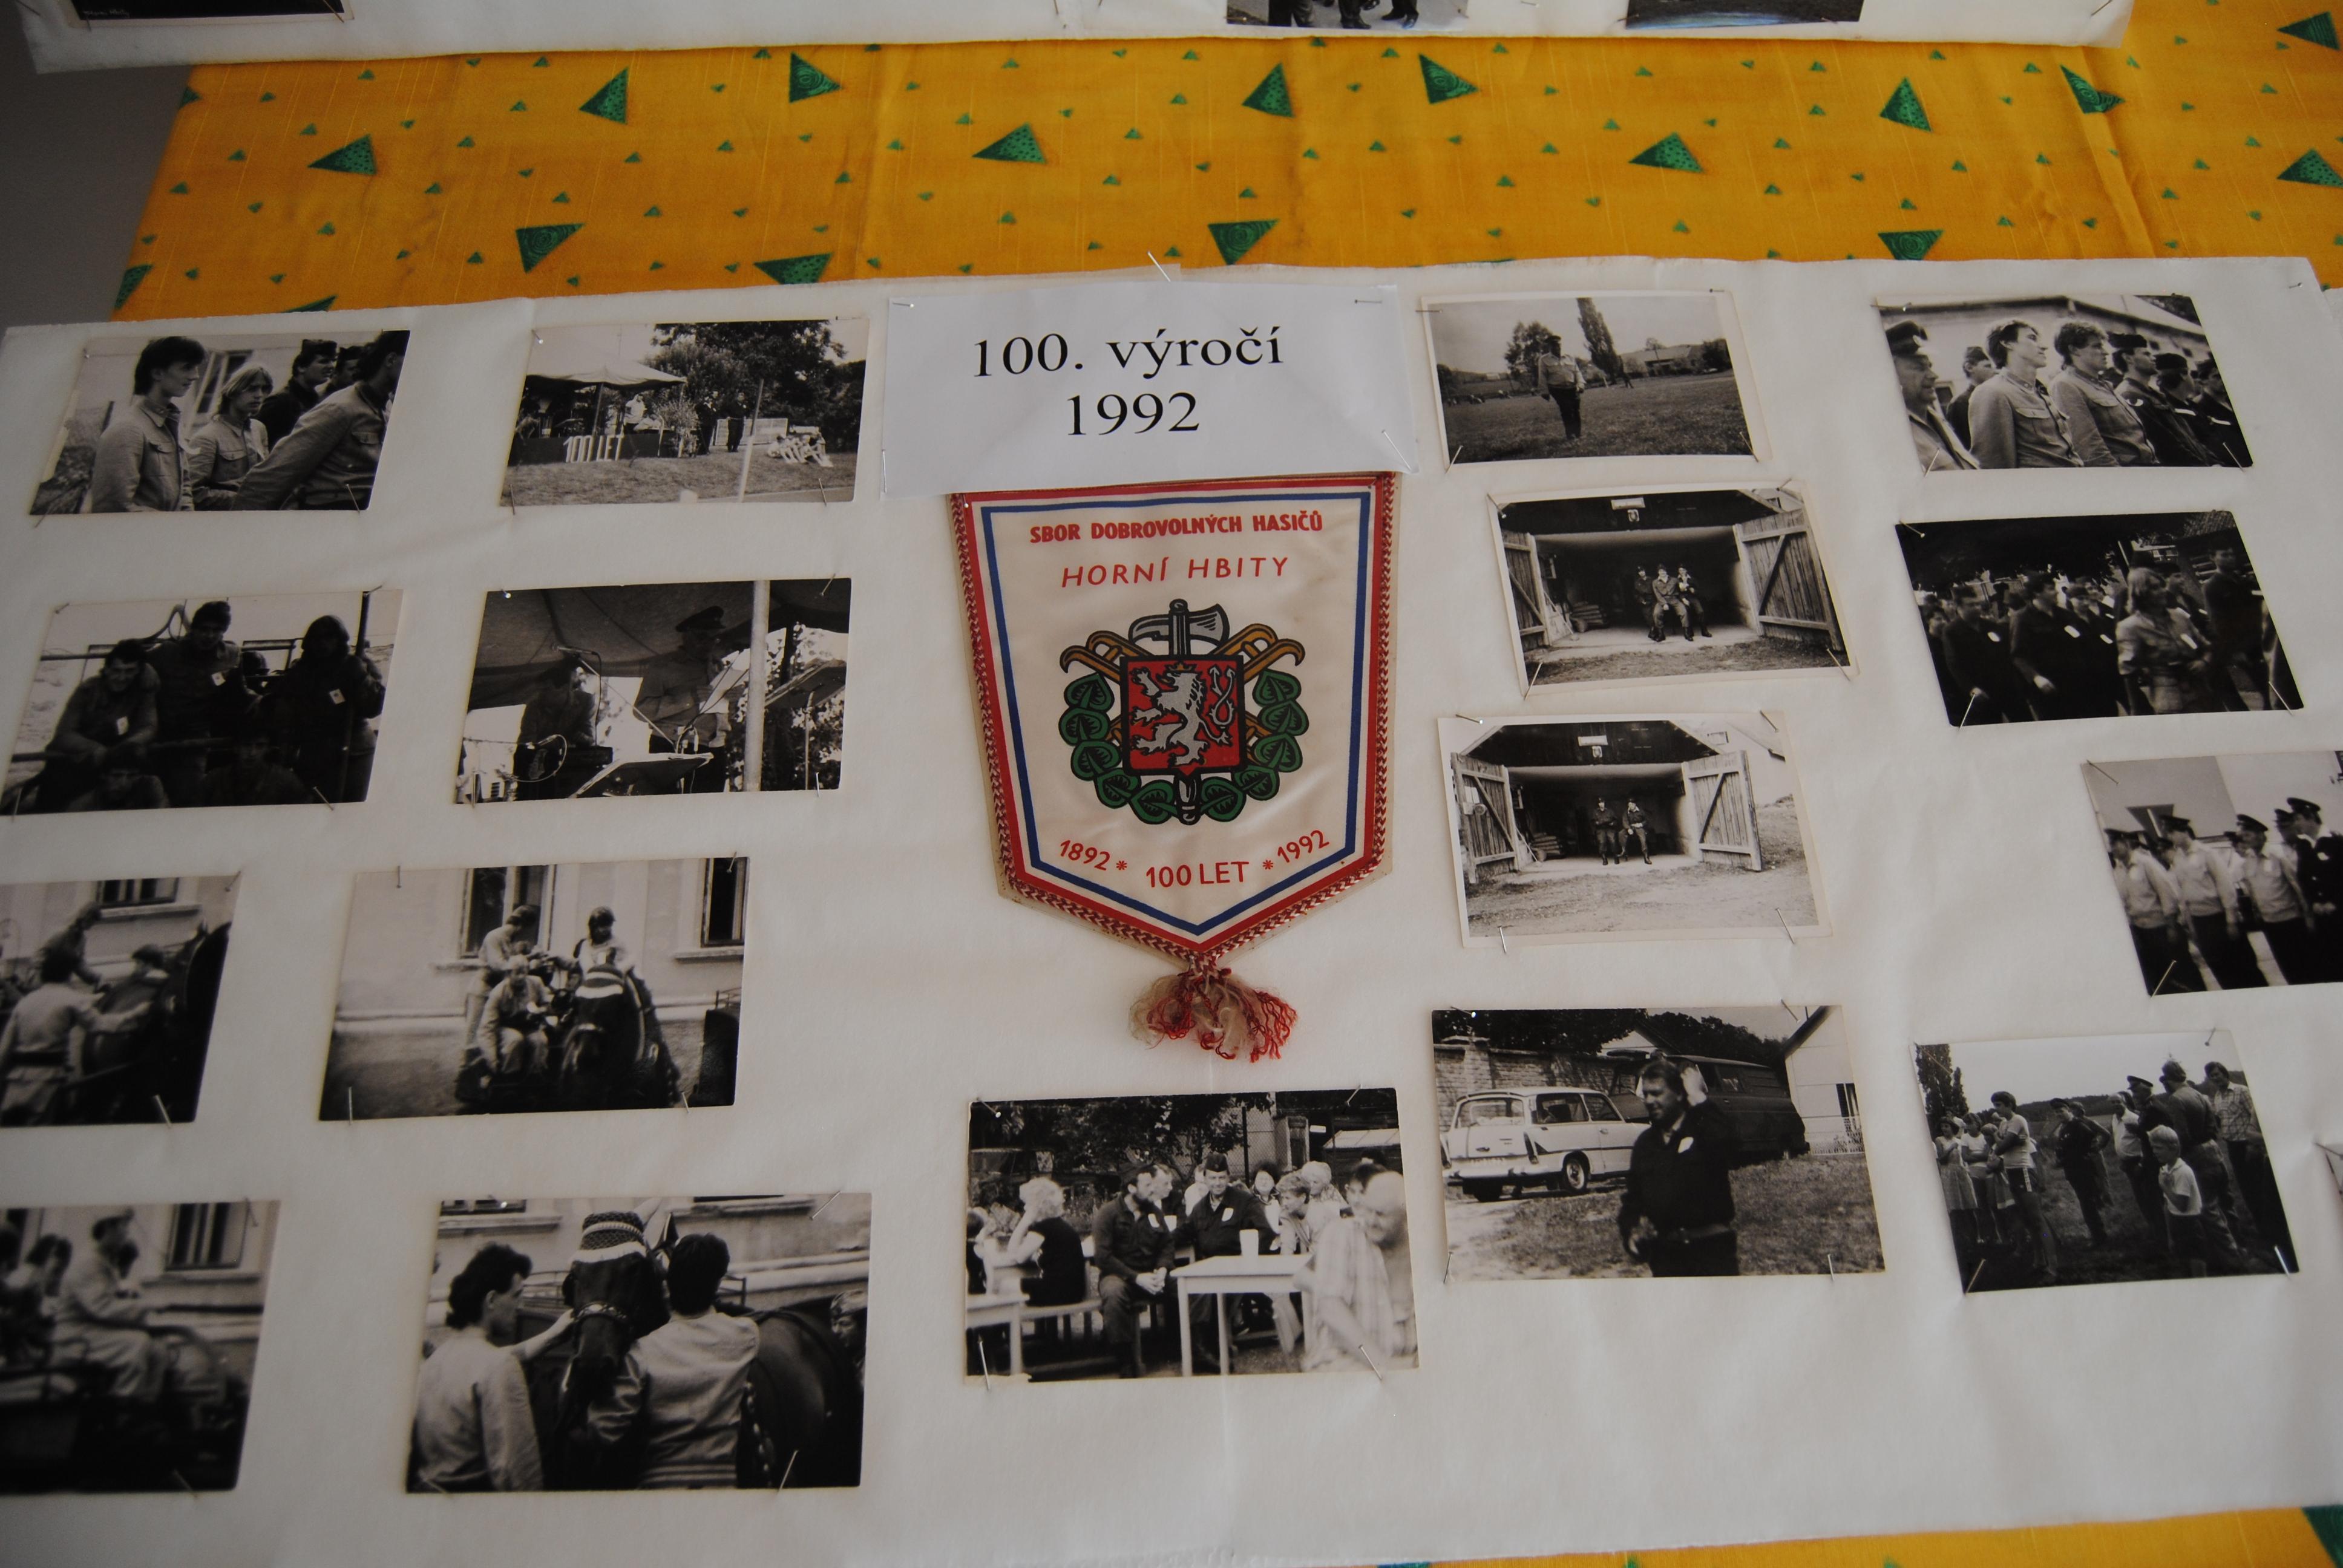 100. výročí
1992
SBOR DOBROVOLNÝCH HASIČŮ
HORNÍ HBITY
1892 * 100 LET * 1992
100 LET